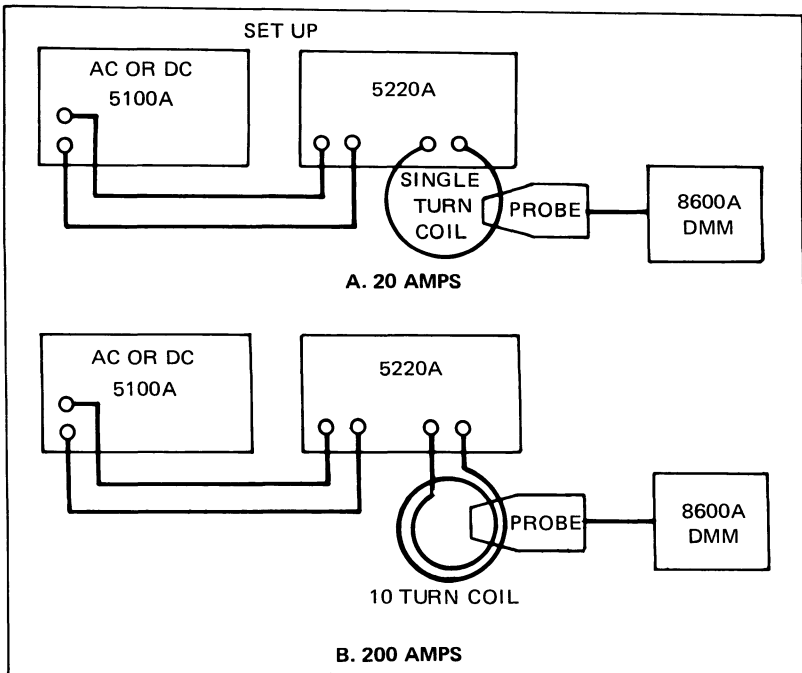 SET UP
AC OR DC
5100A
5220A
SINGLE
TURN
COIL
PROBE
8600A
DMM
A. 20 AMPS
AC OR DC
5100A
5220A
PROBE
8600A
DMM
10 TURN COIL
B. 200 AMPS